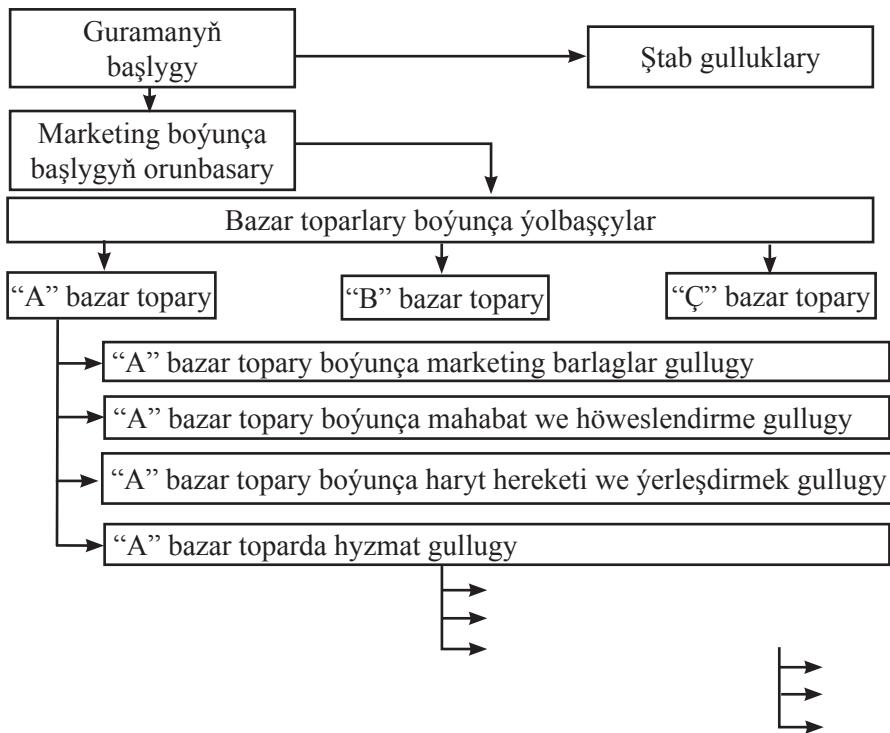 Guramanyň
başlygy
Ştab gulluklary
Marketing boýunça
başlygyň orunbasary
Bazar toparlary boýunça ýolbaşçylar
“A” bazar topary
“B” bazar topary
“Ç” bazar topary
“A” bazar topary boýunça marketing barlaglar gullugy
“A” bazar topary boýunça mahabat we höweslendirme gullugy
“A” bazar topary boýunça haryt hereketi we ýerleşdirmek gullugy
“A” bazar toparda hyzmat gullugy